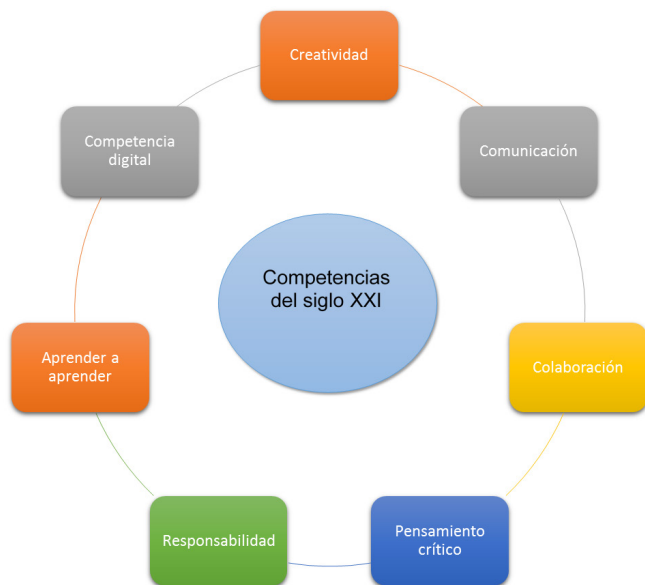 Creatividad
Competencia
digital
Comunicación
Competencias
del siglo XXI
Aprender a
aprender
Colaboración
Responsabilidad
Pensamiento
crítico